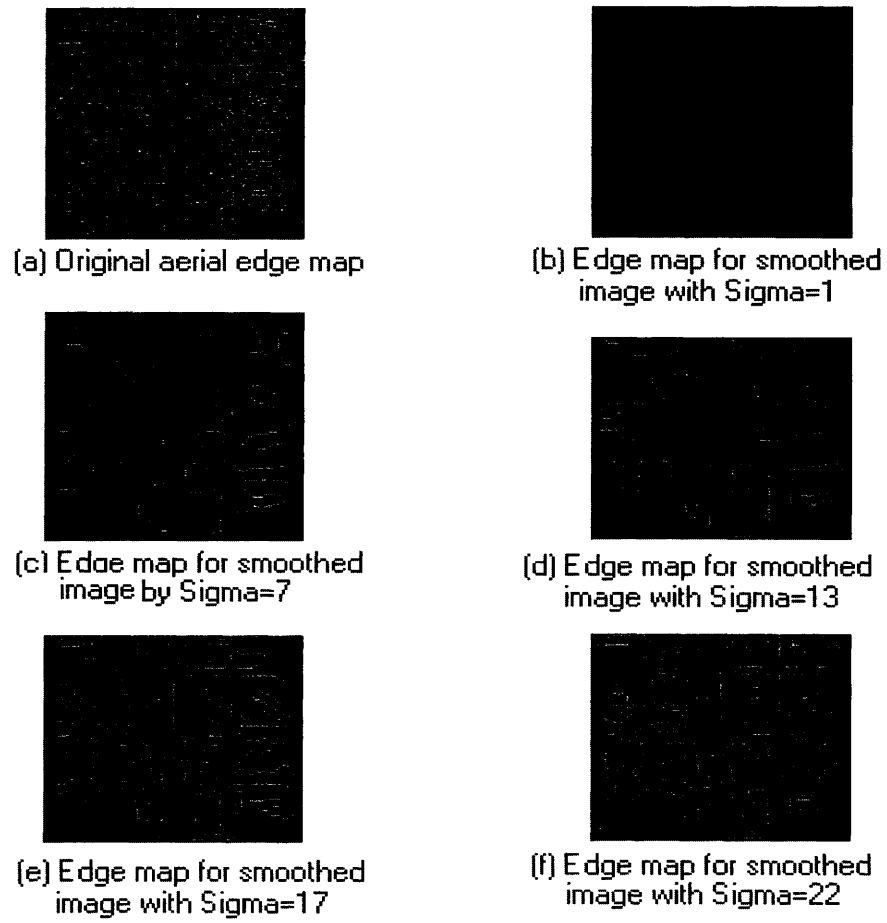 (a) Original aerial edge map
(b) Edge map for smoothed
image with Sigma=1
(c) Edge map for smoothed
image by Sigma=7
(d) Edge map for smoothed
image with Sigma=13
(e) Edge map for smoothed
image with Sigma=17
(f) Edge map for smoothed
image with Sigma=22